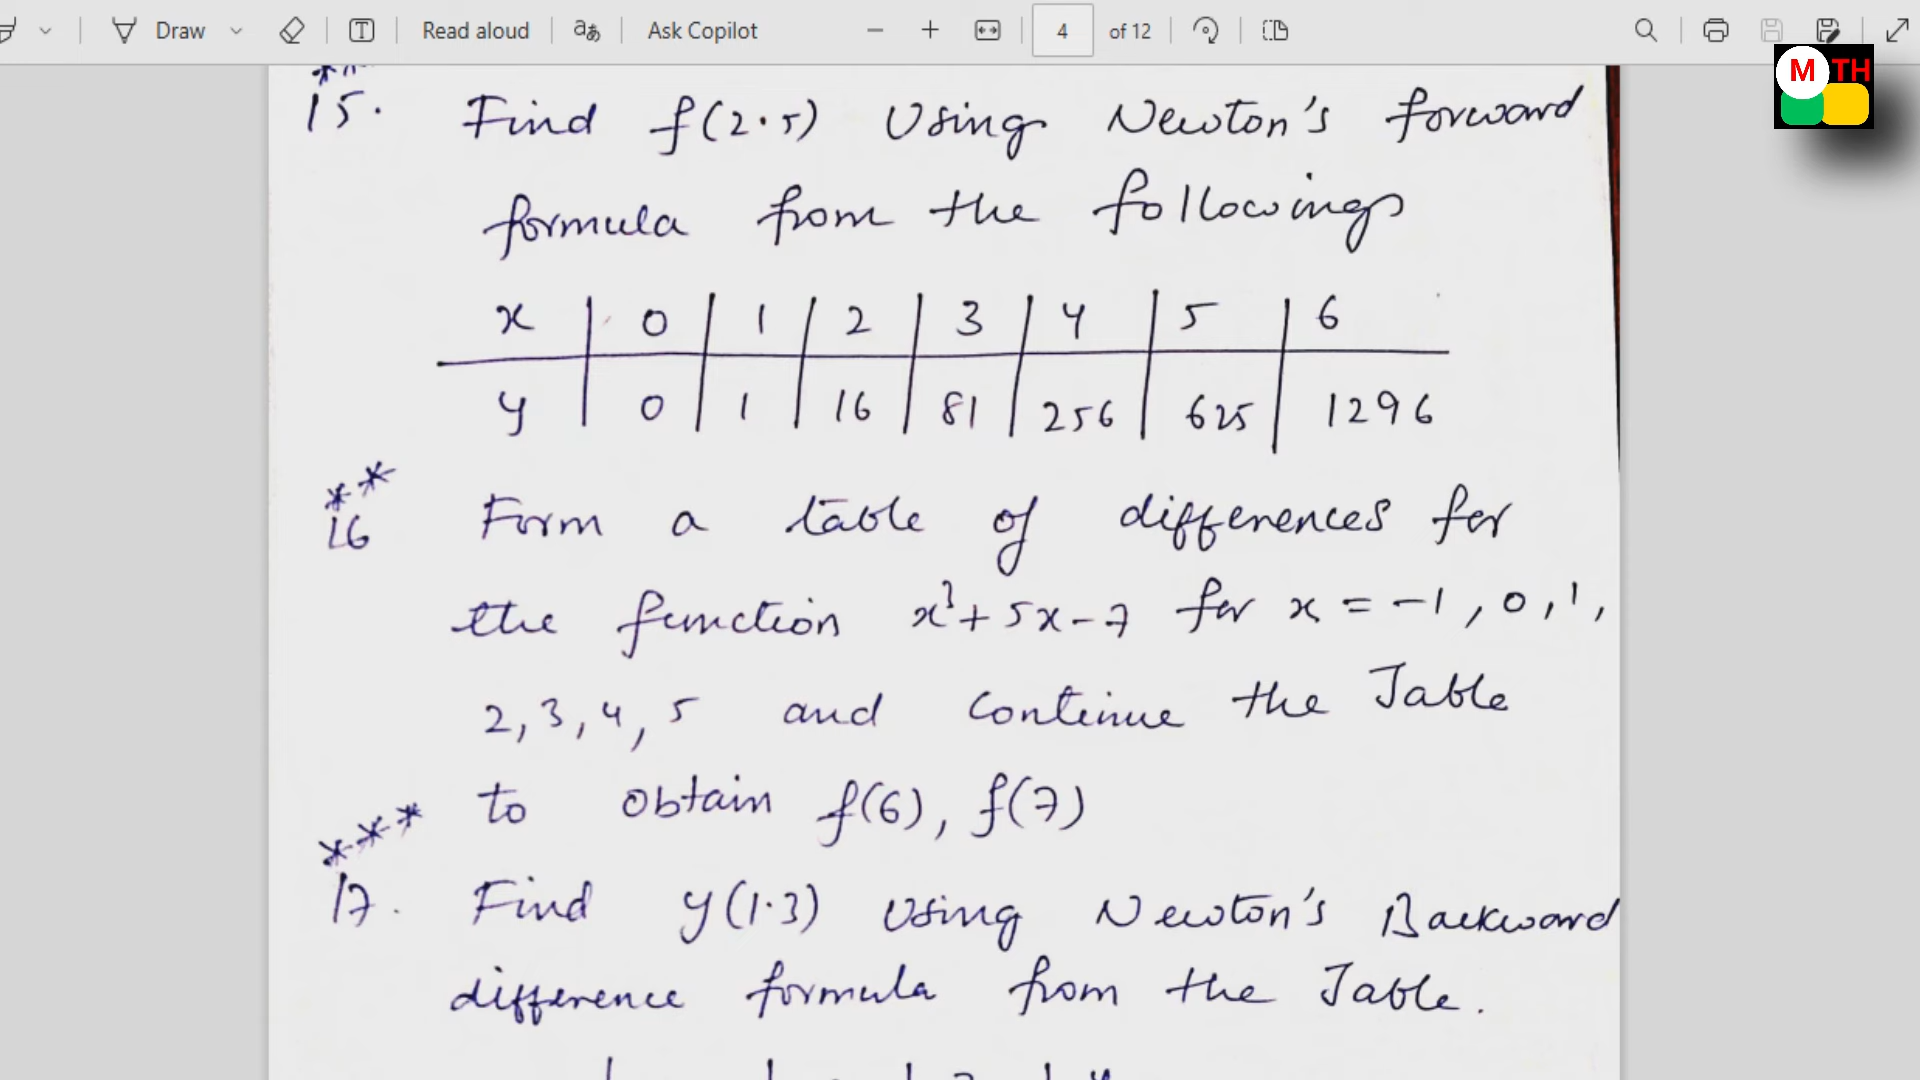 Draw
Read aloud
aあ
Ask Copilot
4 of 12
M TH
**
15. Find f(2.5) Using Newton's forward
formula from the followings
x | 0 | 1 | 2 | 3 | 4 | 5 | 6
y | 0 | 1 | 16 | 81 | 256 | 625 | 1296
**
16 Form a table of differences for
the function x³+5x-7 for x = -1, 0, 1,
2, 3, 4, 5 and continue the Table
to obtain f(6), f(7)
***
17. Find y(1.3) Using Newton's Backward
difference formula from the Table.